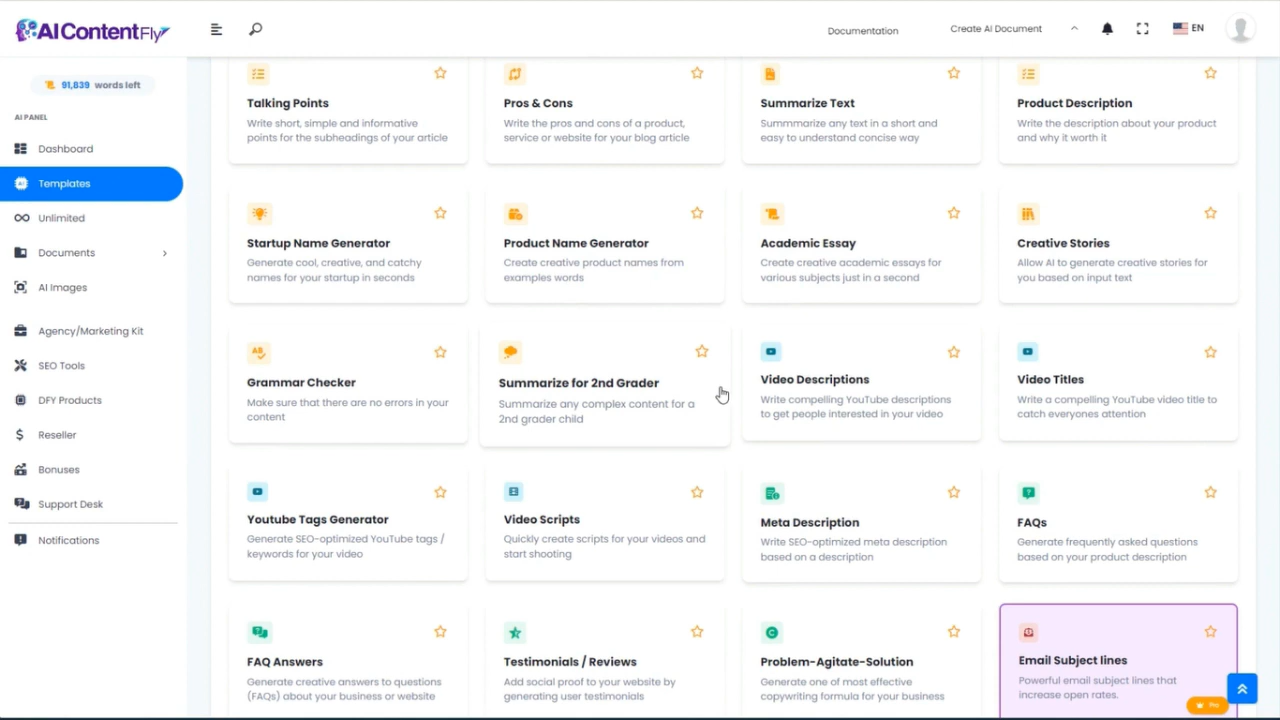 AIContentFly
Documentation
Create AI Document
EN
91,839 words left
AI PANEL
Dashboard
Templates
Unlimited
Documents
AI Images
Agency/Marketing Kit
SEO Tools
DFY Products
Reseller
Bonuses
Support Desk
Notifications
Talking Points
Write short, simple and informative
points for the subheadings of your article
Pros & Cons
Write the pros and cons of a product,
service or website for your blog article
Summarize Text
Summmarize any text in a short and
easy to understand concise way
Product Description
Write the description about your product
and why it worth it
Startup Name Generator
Generate cool, creative, and catchy
names for your startup in seconds
Product Name Generator
Create creative product names from
examples words
Academic Essay
Create creative academic essays for
various subjects just in a second
Creative Stories
Allow AI to generate creative stories for
you based on input text
Grammar Checker
Make sure that there are no errors in your
content
Summarize for 2nd Grader
Summarize any complex content for a
2nd grader child
Video Descriptions
Write compelling YouTube descriptions
to get people interested in your video
Video Titles
Write a compelling YouTube video title to
catch everyones attention
Youtube Tags Generator
Generate SEO-optimized YouTube tags /
keywords for your video
Video Scripts
Quickly create scripts for your videos and
start shooting
Meta Description
Write SEO-optimized meta description
based on a description
FAQs
Generate frequently asked questions
based on your product description
FAQ Answers
Generate creative answers to questions
(FAQs) about your business or website
Testimonials / Reviews
Add social proof to your website by
generating user testimonials
Problem-Agitate-Solution
Generate one of most effective
copywriting formula for your business
Email Subject lines
Powerful email subject lines that
increase open rates.
Pro